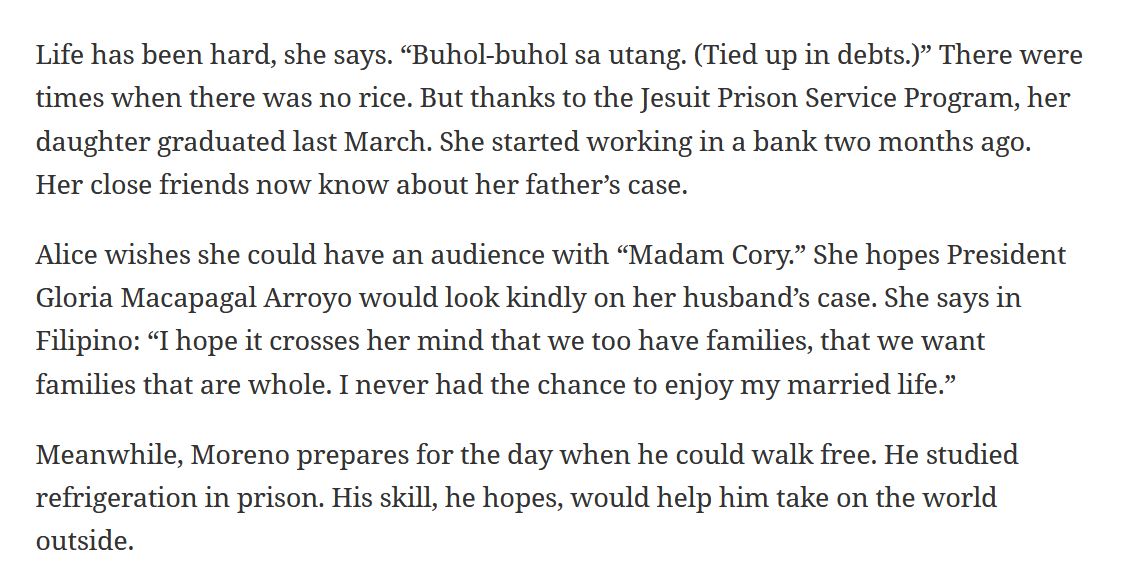 Life has been hard, she says. “Buhol-buhol sa utang. (Tied up in debts.)” There were
times when there was no rice. But thanks to the Jesuit Prison Service Program, her
daughter graduated last March. She started working in a bank two months ago.
Her close friends now know about her father’s case.
Alice wishes she could have an audience with “Madam Cory.” She hopes President
Gloria Macapagal Arroyo would look kindly on her husband’s case. She says in
Filipino: “I hope it crosses her mind that we too have families, that we want
families that are whole. I never had the chance to enjoy my married life.”
Meanwhile, Moreno prepares for the day when he could walk free. He studied
refrigeration in prison. His skill, he hopes, would help him take on the world
outside.